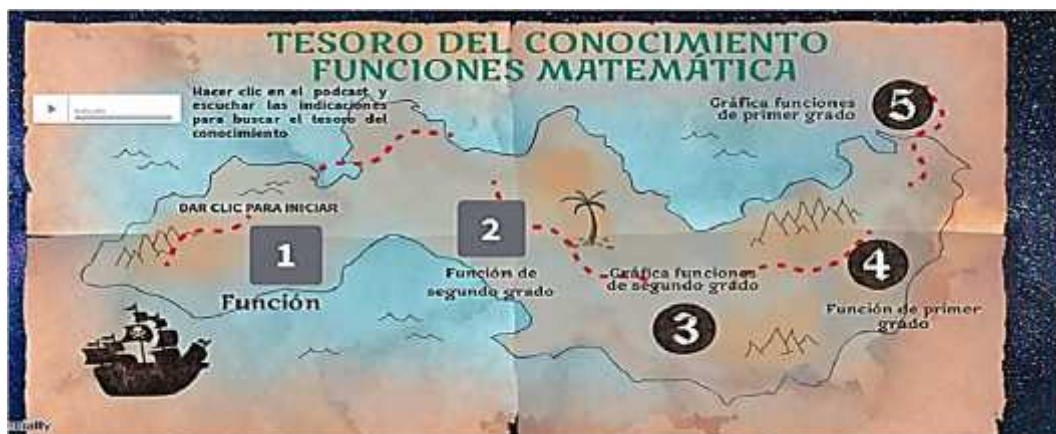 TESORO DEL CONOCIMIENTO
FUNCIONES MATEMÁTICA
Hacer clic en el podcast y
escuchar las indicaciones
para buscar el tesoro del
conocimiento
Gráfica funciones
de primer grado
5
DAR CLIC PARA INICIAR
1
Función
2
Función de
segundo grado
Gráfica funciones
de segundo grado
3
4
Función de primer
grado